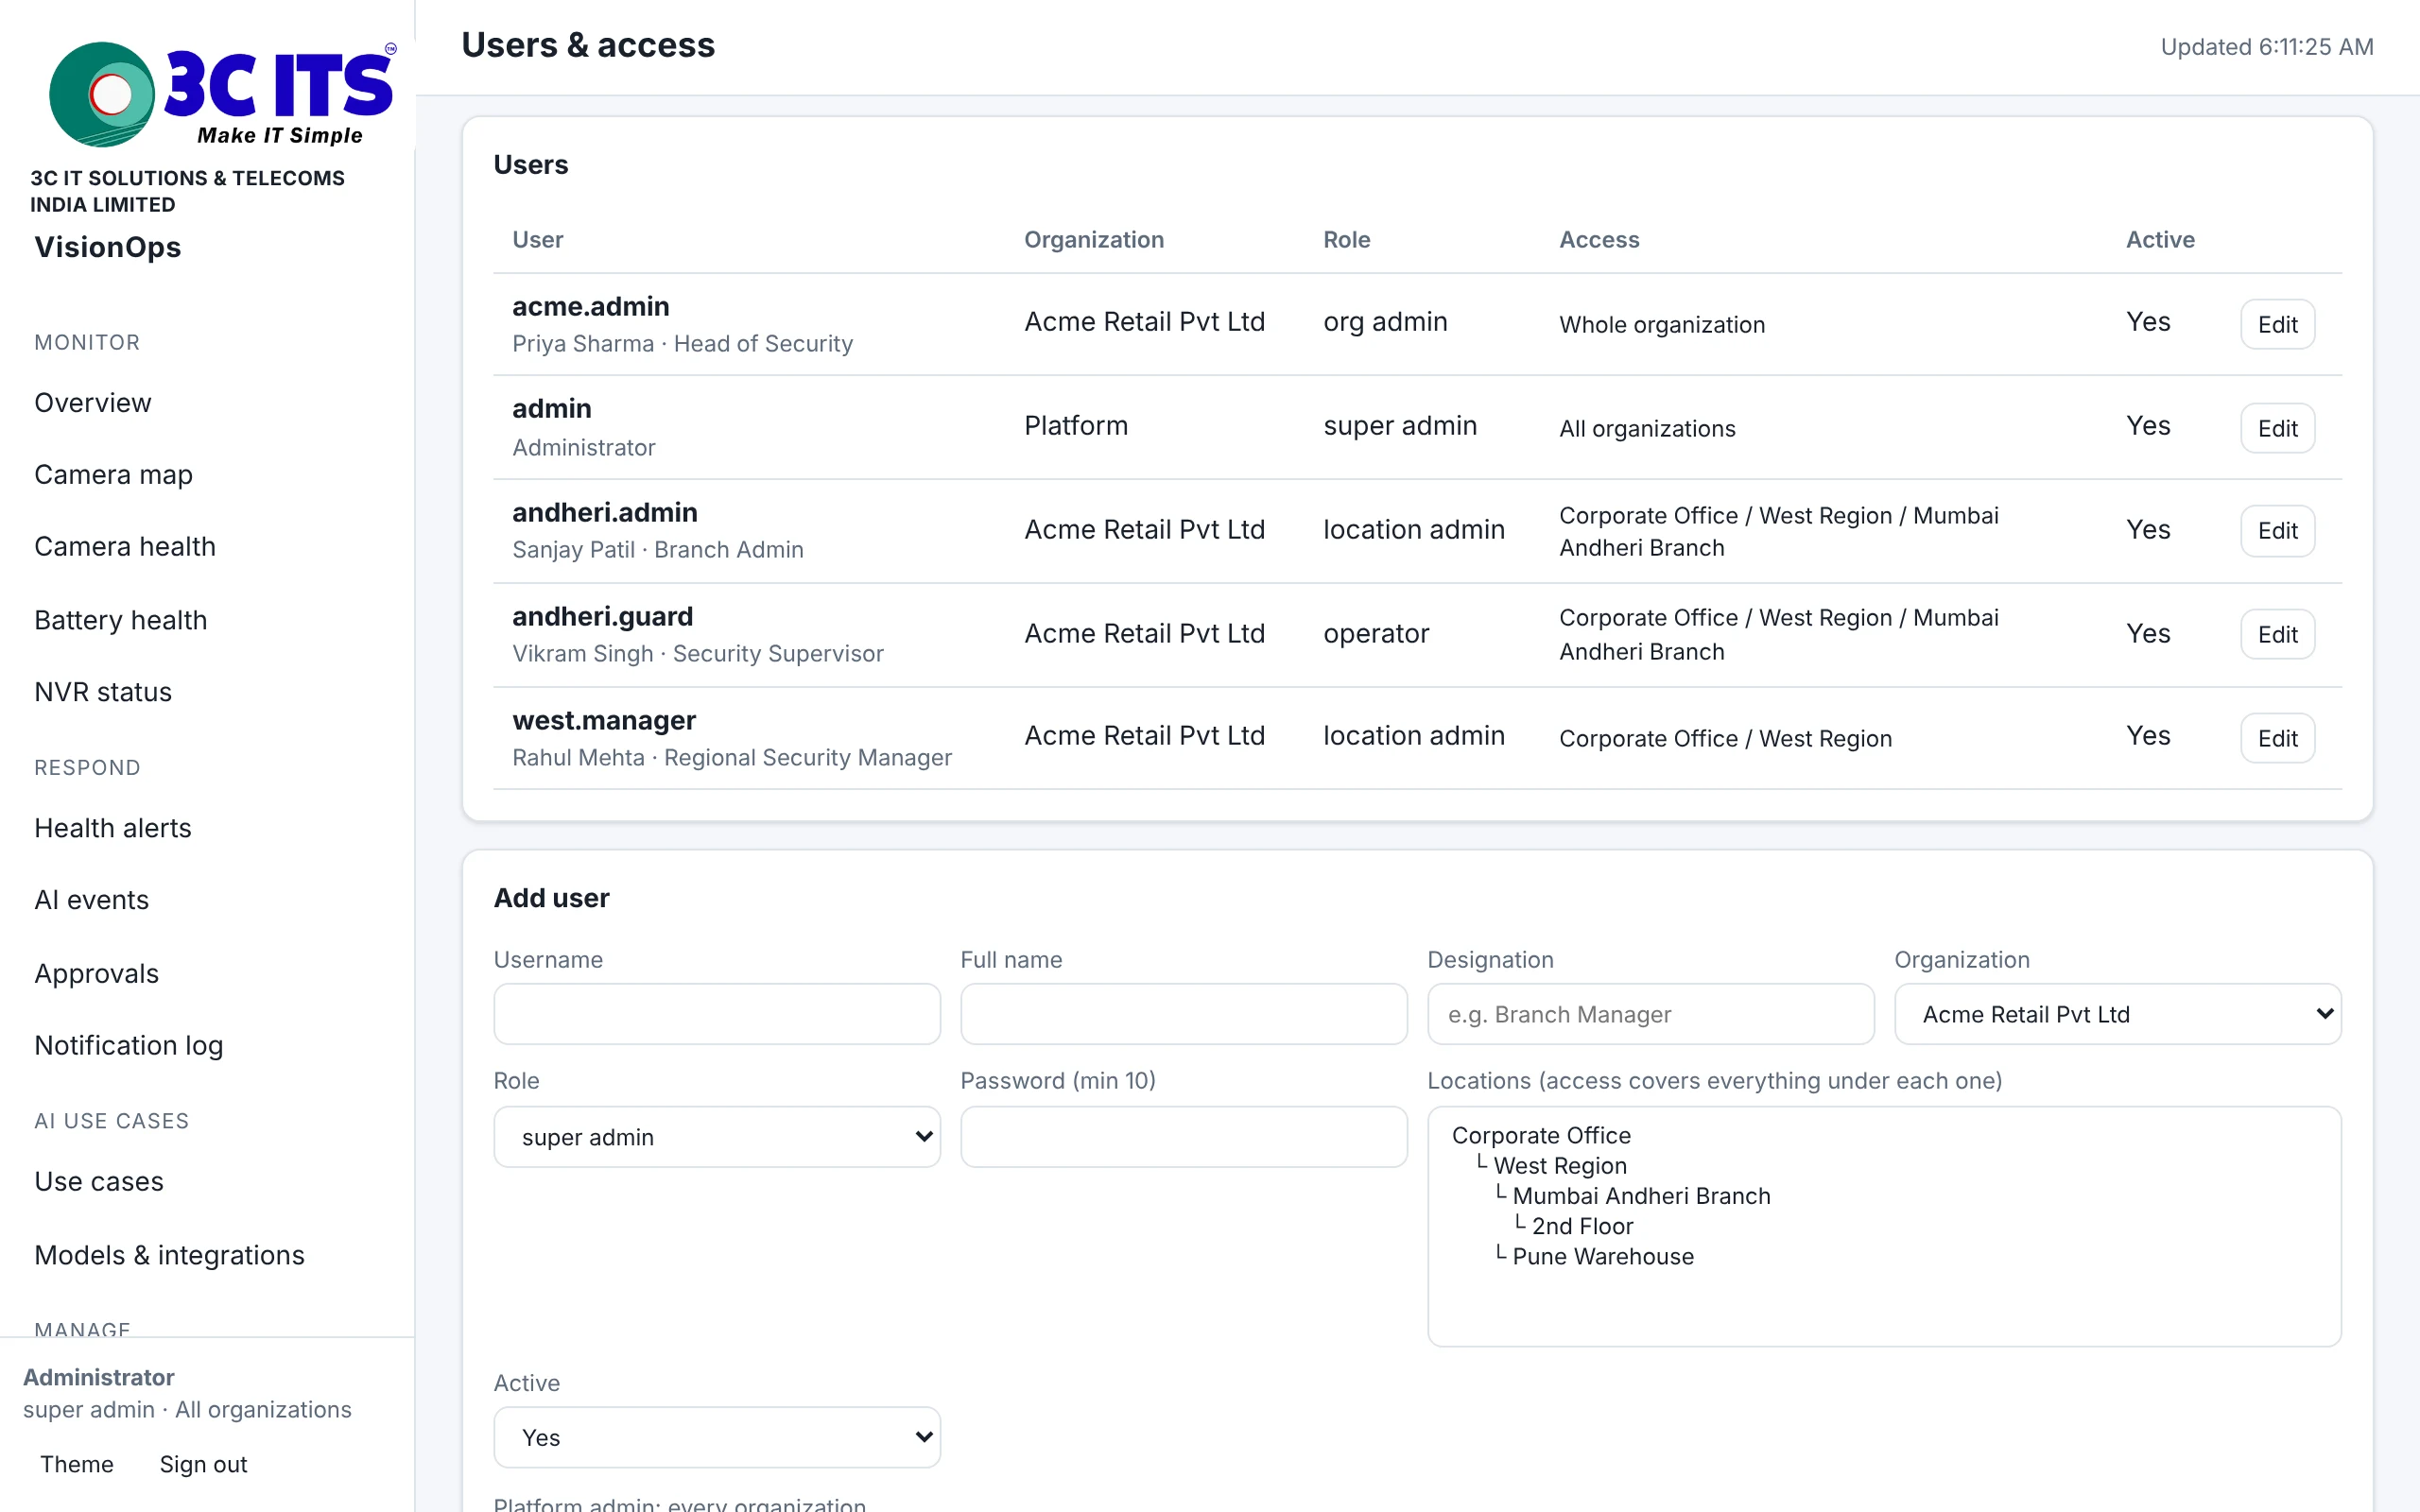 3C ITS
TM
Make IT Simple
3C IT SOLUTIONS & TELECOMS
INDIA LIMITED
VisionOps
MONITOR
Overview
Camera map
Camera health
Battery health
NVR status
RESPOND
Health alerts
AI events
Approvals
Notification log
AI USE CASES
Use cases
Models & integrations
MANAGE
Administrator
super admin · All organizations
Theme Sign out
Users & access
Updated 6:11:25 AM
Users
User Organization Role Access Active
acme.admin
Priya Sharma · Head of Security
Acme Retail Pvt Ltd org admin Whole organization Yes Edit
admin
Administrator
Platform super admin All organizations Yes Edit
andheri.admin
Sanjay Patil · Branch Admin
Acme Retail Pvt Ltd location admin
Corporate Office / West Region / Mumbai
Andheri Branch
Yes Edit
andheri.guard
Vikram Singh · Security Supervisor
Acme Retail Pvt Ltd operator
Corporate Office / West Region / Mumbai
Andheri Branch
Yes Edit
west.manager
Rahul Mehta · Regional Security Manager
Acme Retail Pvt Ltd location admin Corporate Office / West Region Yes Edit
Add user
Username Full name Designation Organization
e.g. Branch Manager Acme Retail Pvt Ltd
Role Password (min 10) Locations (access covers everything under each one)
super admin
Corporate Office
└ West Region
└ Mumbai Andheri Branch
└ 2nd Floor
└ Pune Warehouse
Active
Yes
Platform admin: every organization